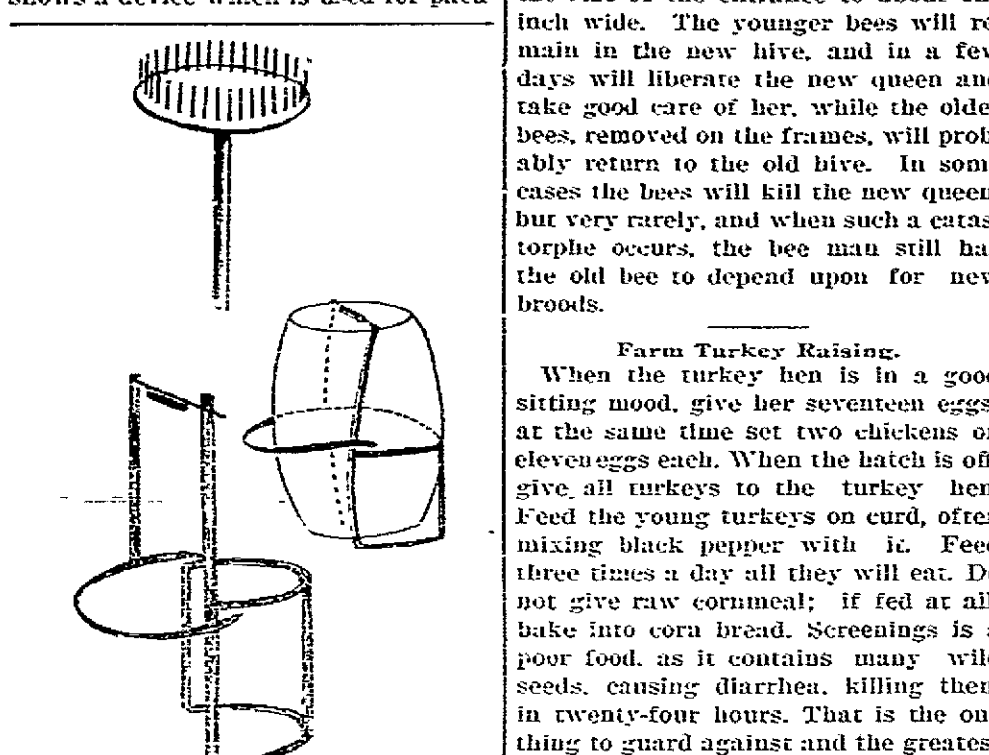 shows a device which is used for pack
inch wide. The younger bees will re
main in the new hive, and in a few
days will liberate the new queen and
take good care of her, while the older
bees, removed on the frames, will prob
ably return to the old hive. In some
cases the bees will kill the new queen
but very rarely, and when such a catas
torphe occurs, the bee man still has
the old bee to depend upon for new
broods.
Farm Turkey Raising.
When the turkey hen is in a good
sitting mood, give her seventeen eggs,
at the same time set two chickens on
eleven eggs each. When the hatch is off
give all turkeys to the turkey hen
Feed the young turkeys on curd, often
mixing black pepper with it. Feed
three times a day all they will eat. Do
not give raw cornmeal; if fed at all
bake into corn bread. Screenings is a
poor food, as it contains many wild
seeds, causing diarrhea, killing them
in twenty-four hours. That is the one
thing to guard against and the greatest